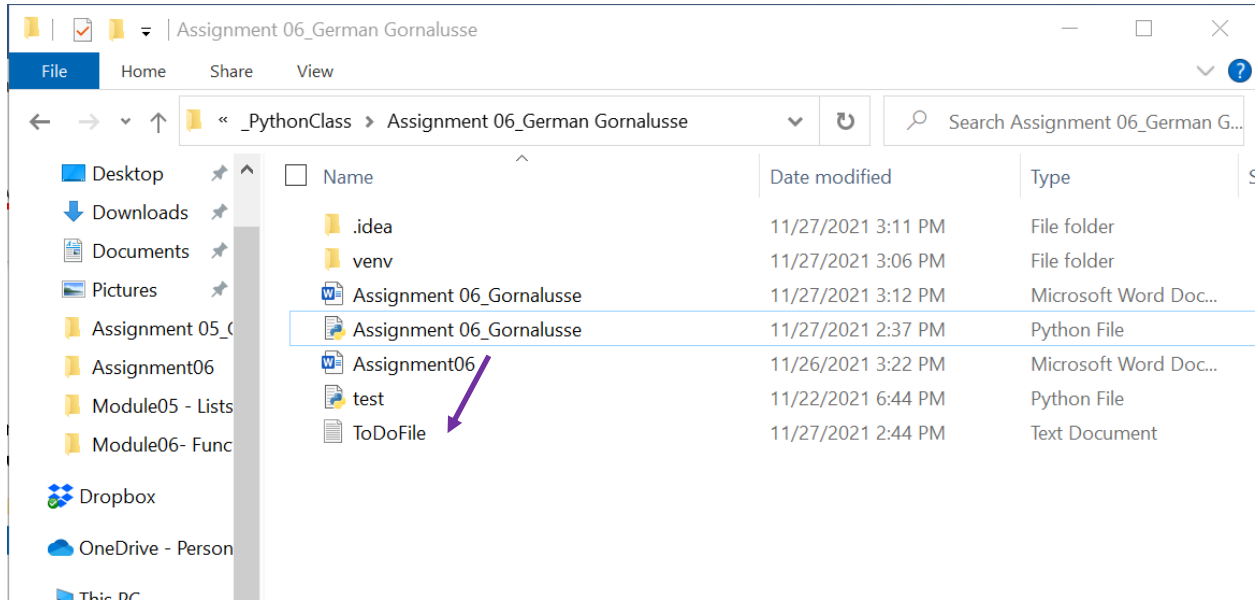 Assignment 06_German Gornalusse
File Home Share View
« _PythonClass > Assignment 06_German Gornalusse Search Assignment 06_German G...
Desktop
Downloads
Documents
Pictures
Assignment 05_(
Assignment06
Module05 - Lists
Module06- Func
Dropbox
OneDrive - Person
This PC
Name Date modified Type S
.idea 11/27/2021 3:11 PM File folder
venv 11/27/2021 3:06 PM File folder
Assignment 06_Gornalusse 11/27/2021 3:12 PM Microsoft Word Doc...
Assignment 06_Gornalusse 11/27/2021 2:37 PM Python File
Assignment06 11/26/2021 3:22 PM Microsoft Word Doc...
test 11/22/2021 6:44 PM Python File
ToDoFile 11/27/2021 2:44 PM Text Document